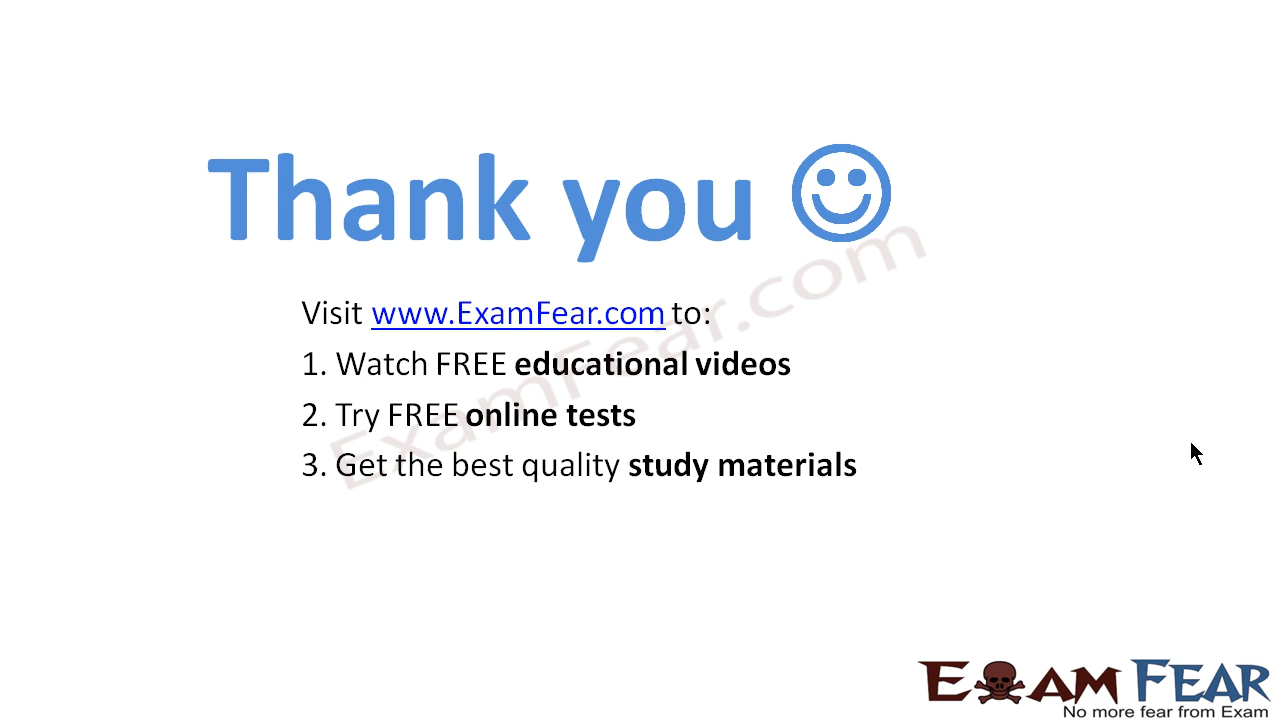 Thank you
Visit www.ExamFear.com to:
1. Watch FREE educational videos
2. Try FREE online tests
3. Get the best quality study materials
ExamFear.com
EXAM FEAR
No more fear from Exam